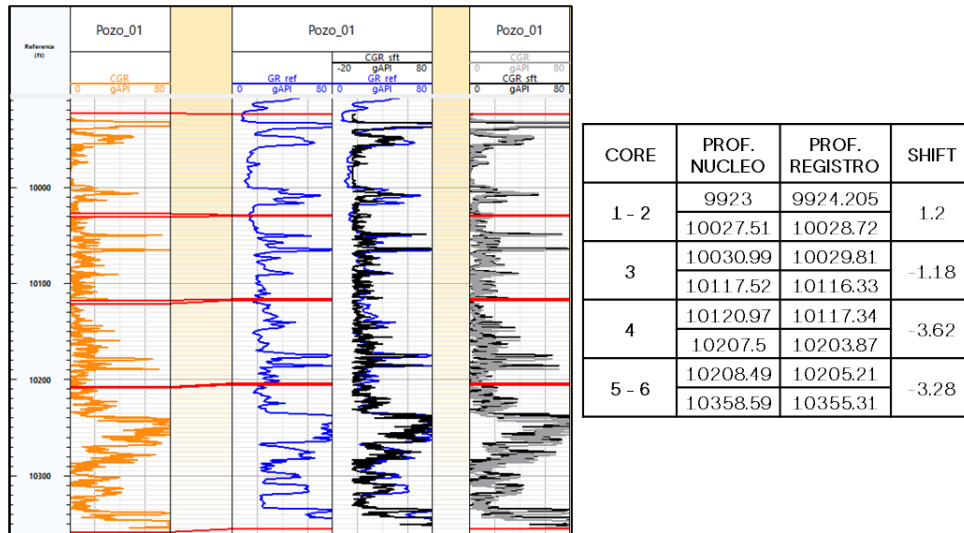 Reference
(ft)
Pozo_01
Pozo_01
Pozo_01
CGR
0 gAPI 80
GR ref
0 gAPI 80
CGR sft
-20 gAPI 80
GR_ref
0 gAPI 80
CGR
0 gAPI 80
CGR_sft
0 gAPI 80
10000
10100
10200
10300
CORE PROF. NUCLEO PROF. REGISTRO SHIFT
1 - 2 9923 9924.205 1.2
10027.51 10028.72
3 10030.99 10029.81 -1.18
10117.52 10116.33
4 10120.97 10117.34 -3.62
10207.5 10203.87
5 - 6 10208.49 10205.21 -3.28
10358.59 10355.31